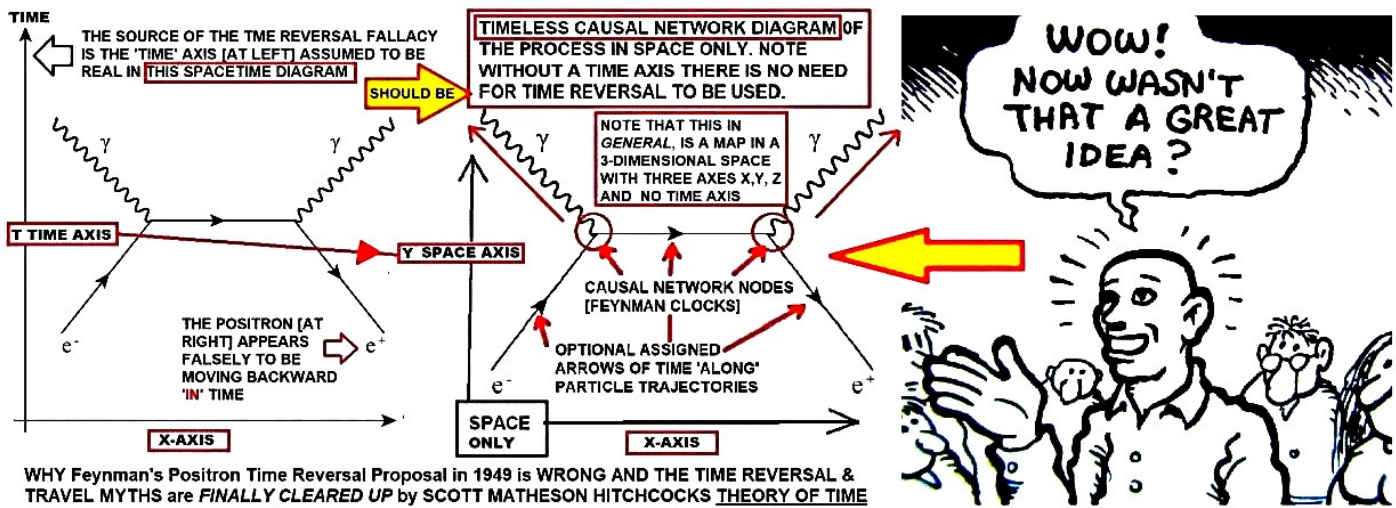 TIME
THE SOURCE OF THE TME REVERSAL FALLACY
IS THE 'TIME' AXIS [AT LEFT] ASSUMED TO BE
REAL IN THIS SPACETIME DIAGRAM
SHOULD BE
TIMELESS CAUSAL NETWORK DIAGRAM OF
THE PROCESS IN SPACE ONLY. NOTE
WITHOUT A TIME AXIS THERE IS NO NEED
FOR TIME REVERSAL TO BE USED.
γ
γ
T TIME AXIS
e-
THE POSITRON [AT
RIGHT] APPEARS
FALSELY TO BE
MOVING BACKWARD
'IN' TIME
e+
X-AXIS
γ
NOTE THAT THIS IN
GENERAL, IS A MAP IN A
3-DIMENSIONAL SPACE
WITH THREE AXES X,Y, Z
AND NO TIME AXIS
γ
Y SPACE AXIS
CAUSAL NETWORK NODES
[FEYNMAN CLOCKS]
OPTIONAL ASSIGNED
ARROWS OF TIME 'ALONG'
PARTICLE TRAJECTORIES
e-
e+
SPACE
ONLY
X-AXIS
WOW!
NOW WASN'T
THAT A GREAT
IDEA?
WHY Feynman's Positron Time Reversal Proposal in 1949 is WRONG AND THE TIME REVERSAL &
TRAVEL MYTHS are FINALLY CLEARED UP by SCOTT MATHESON HITCHCOCKS THEORY OF TIME